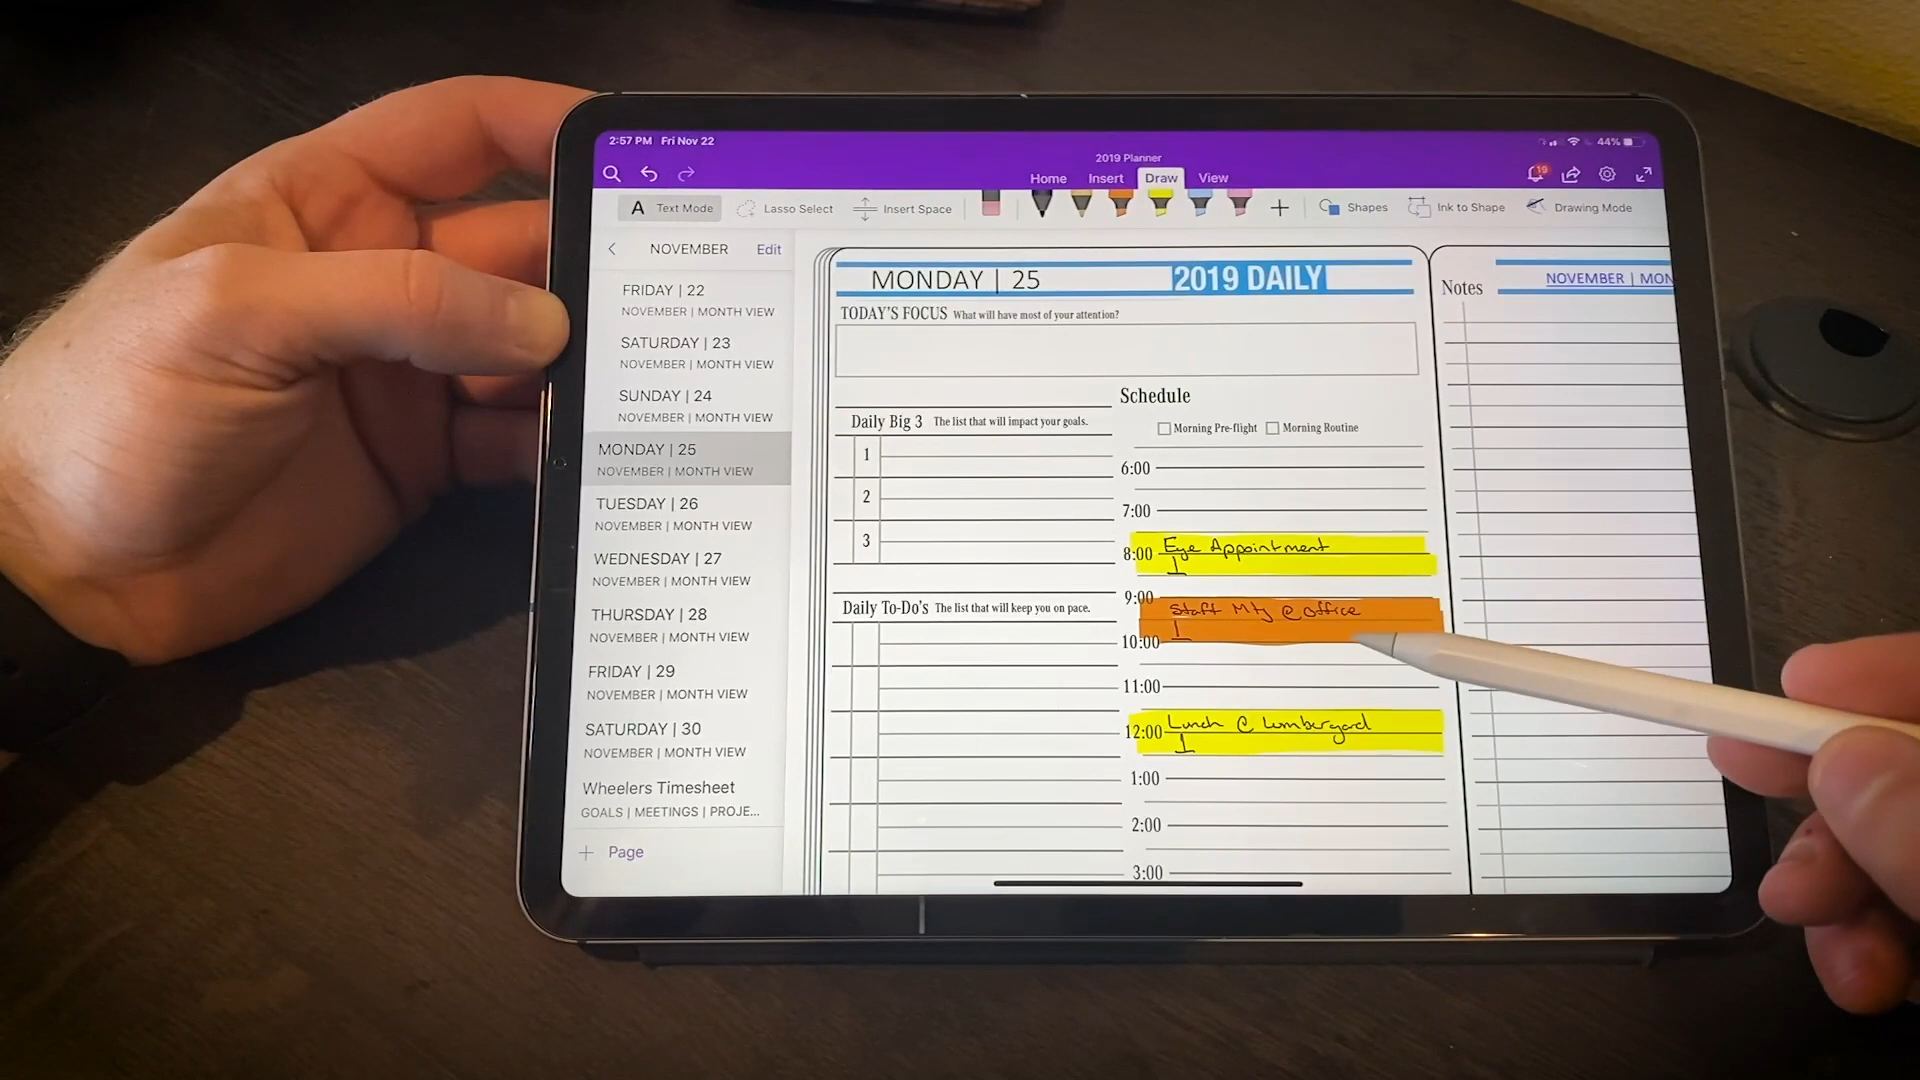 2:57 PM Fri Nov 22
44%
2019 Planner
Home Insert Draw View
19
A Text Mode Lasso Select Insert Space + Shapes Ink to Shape Drawing Mode
NOVEMBER Edit
FRIDAY | 22
NOVEMBER | MONTH VIEW
SATURDAY | 23
NOVEMBER | MONTH VIEW
SUNDAY | 24
NOVEMBER | MONTH VIEW
MONDAY | 25
NOVEMBER | MONTH VIEW
TUESDAY | 26
NOVEMBER | MONTH VIEW
WEDNESDAY | 27
NOVEMBER | MONTH VIEW
THURSDAY | 28
NOVEMBER | MONTH VIEW
FRIDAY | 29
NOVEMBER | MONTH VIEW
SATURDAY | 30
NOVEMBER | MONTH VIEW
Wheelers Timesheet
GOALS | MEETINGS | PROJE...
+ Page
MONDAY | 25 2019 DAILY
TODAY'S FOCUS What will have most of your attention?
Daily Big 3 The list that will impact your goals.
1
2
3
Daily To-Do's The list that will keep you on pace.
Schedule
Morning Pre-flight Morning Routine
6:00
7:00
8:00 Eye Appointment
9:00 Staff Mtg @ office
10:00
11:00
12:00 Lunch @ lumberyard
1:00
2:00
3:00
Notes
NOVEMBER | MON